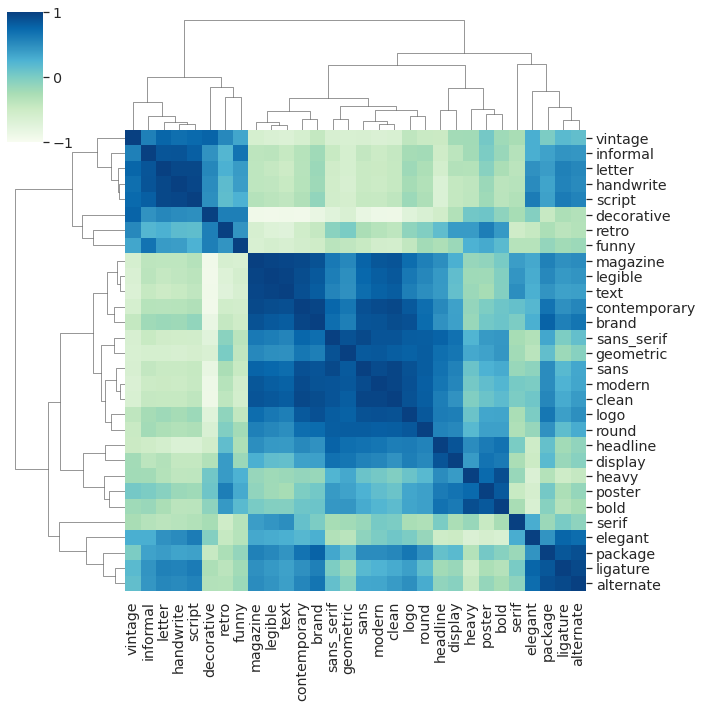 1
0
−1
vintage
informal
letter
handwrite
script
decorative
retro
funny
magazine
legible
text
contemporary
brand
sans_serif
geometric
sans
modern
clean
logo
round
headline
display
heavy
poster
bold
serif
elegant
package
ligature
alternate
vintage
informal
letter
handwrite
script
decorative
retro
funny
magazine
legible
text
contemporary
brand
sans_serif
geometric
sans
modern
clean
logo
round
headline
display
heavy
poster
bold
serif
elegant
package
ligature
alternate